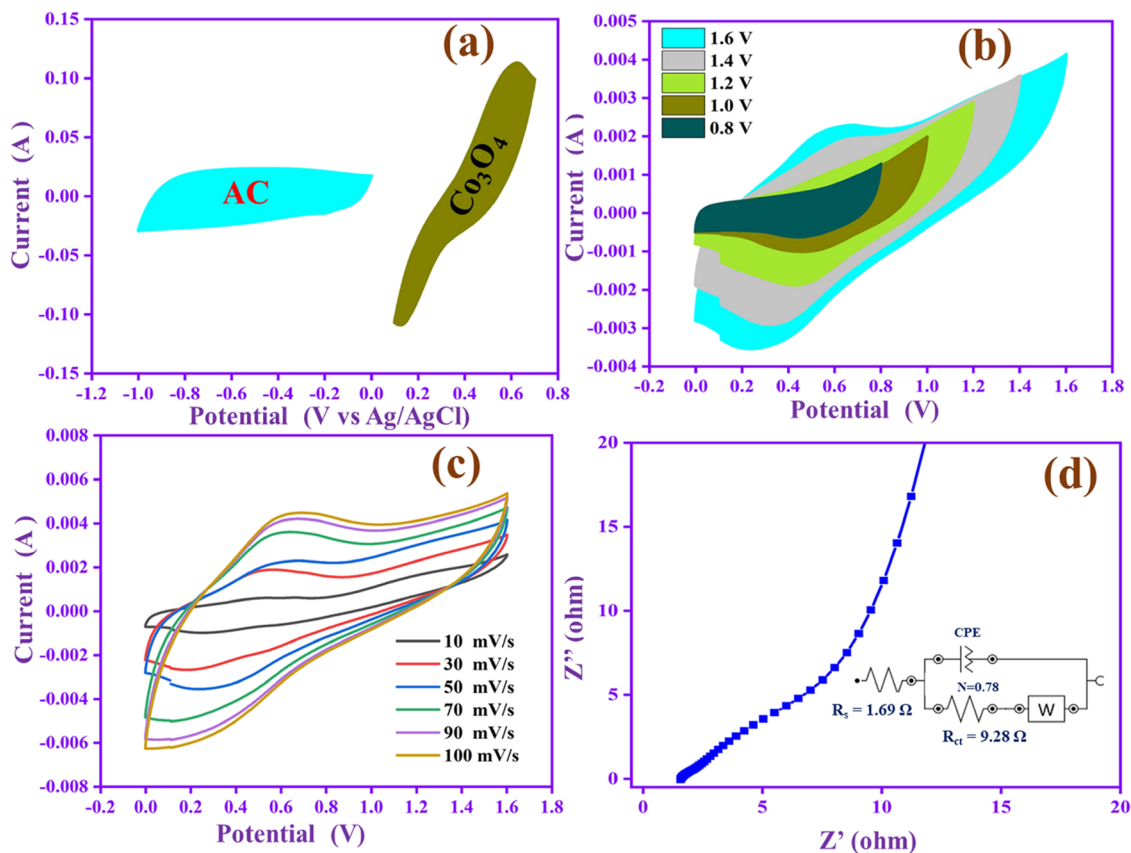 (a)
0.15
0.10
0.05
0.00
-0.05
-0.10
-0.15
Current (A)
AC
Co₃O₄
-1.2 -1.0 -0.8 -0.6 -0.4 -0.2 0.0 0.2 0.4 0.6 0.8
Potential (V vs Ag/AgCl)
(b)
1.6 V
1.4 V
1.2 V
1.0 V
0.8 V
0.005
0.004
0.003
0.002
0.001
0.000
-0.001
-0.002
-0.003
-0.004
Current (A)
-0.2 0.0 0.2 0.4 0.6 0.8 1.0 1.2 1.4 1.6 1.8
Potential (V)
(c)
0.008
0.006
0.004
0.002
0.000
-0.002
-0.004
-0.006
-0.008
Current (A)
10 mV/s
30 mV/s
50 mV/s
70 mV/s
90 mV/s
100 mV/s
-0.2 0.0 0.2 0.4 0.6 0.8 1.0 1.2 1.4 1.6 1.8
Potential (V)
(d)
20
15
10
5
0
Z'' (ohm)
CPE
N=0.78
W
Rs = 1.69 Ω
Rct = 9.28 Ω
0 5 10 15 20
Z' (ohm)